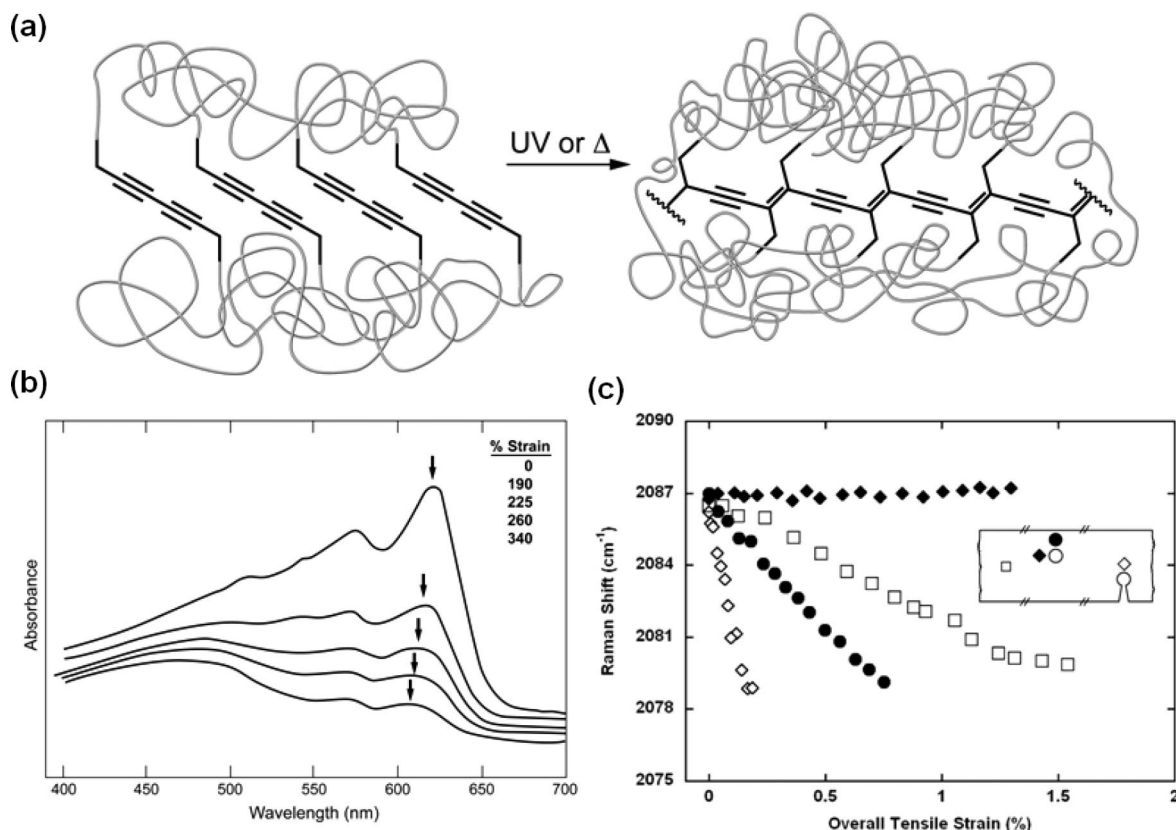 (a)
UV or Δ
(b)
% Strain
0
190
225
260
340
Absorbance
400 450 500 550 600 650 700
Wavelength (nm)
(c)
2090
2087
2084
2081
2078
2075
Raman Shift (cm⁻¹)
0 0.5 1 1.5 2
Overall Tensile Strain (%)